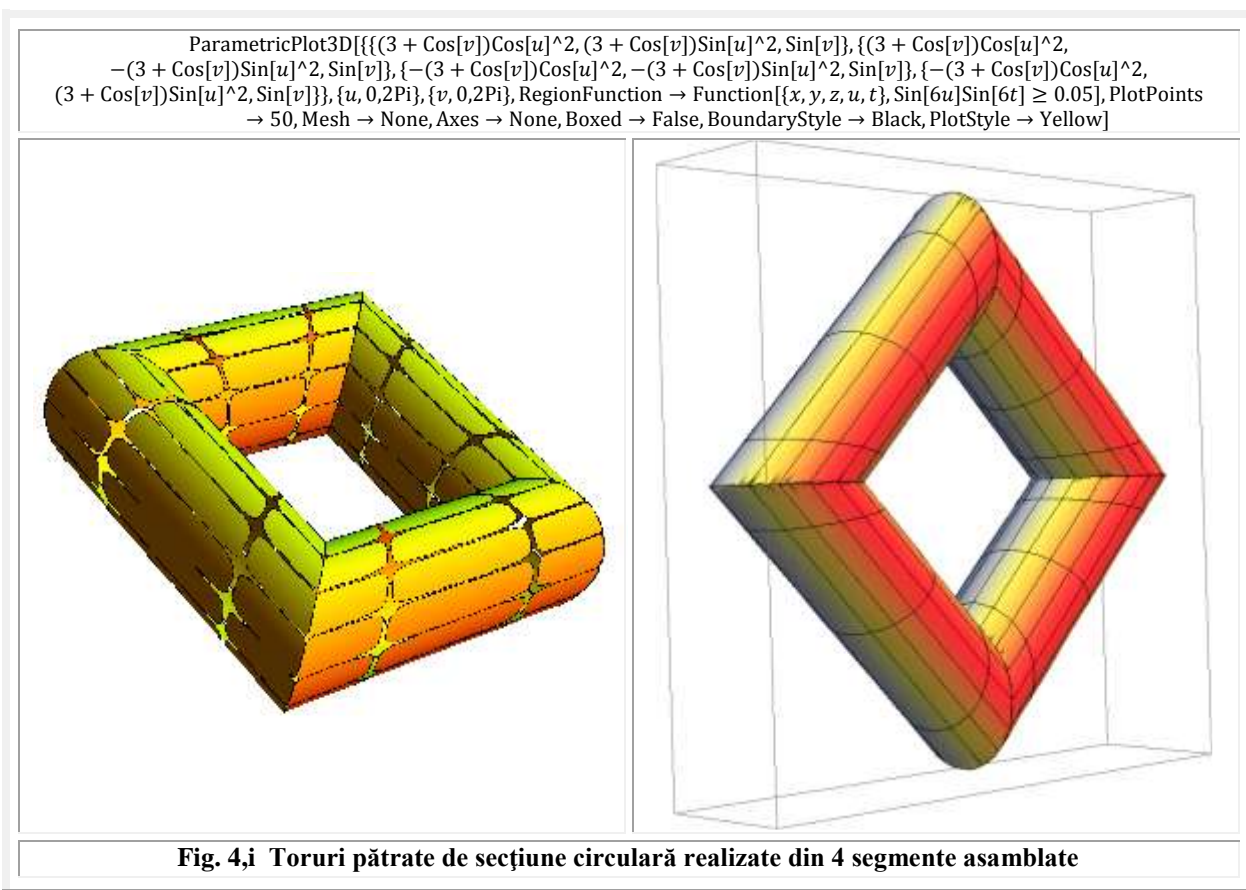 ParametricPlot3D[{{{(3 + Cos[𝑣])Cos[𝑢]^2, (3 + Cos[𝑣])Sin[𝑢]^2, Sin[𝑣]}, {(3 + Cos[𝑣])Cos[𝑢]^2,
−(3 + Cos[𝑣])Sin[𝑢]^2, Sin[𝑣]}, {−(3 + Cos[𝑣])Cos[𝑢]^2, −(3 + Cos[𝑣])Sin[𝑢]^2, Sin[𝑣]}, {−(3 + Cos[𝑣])Cos[𝑢]^2,
(3 + Cos[𝑣])Sin[𝑢]^2, Sin[𝑣]}}, {𝑢, 0,2Pi}, {𝑣, 0,2Pi}, RegionFunction → Function[{𝑥, 𝑦, 𝑧, 𝑢, 𝑡}, Sin[6𝑢]Sin[6𝑡] ≥ 0.05], PlotPoints
→ 50, Mesh → None, Axes → None, Boxed → False, BoundaryStyle → Black, PlotStyle → Yellow]
Fig. 4,i Toruri pătrate de secţiune circulară realizate din 4 segmente asamblate